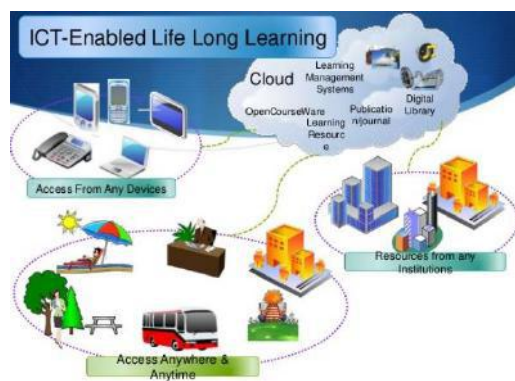 ICT-Enabled Life Long Learning
Cloud
Learning
Management
Systems
OpenCourseWare
Learning
Resourc
e
Publicatio
n/journal
Digital
Library
Access From Any Devices
Resources from any
Institutions
Access Anywhere &
Anytime